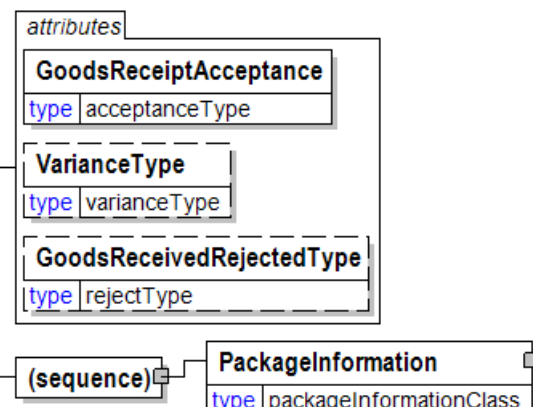 attributes
GoodsReceiptAcceptance
type acceptanceType
VarianceType
type varianceType
GoodsReceivedRejectedType
type rejectType
(sequence)
PackageInformation
type packageInformationClass